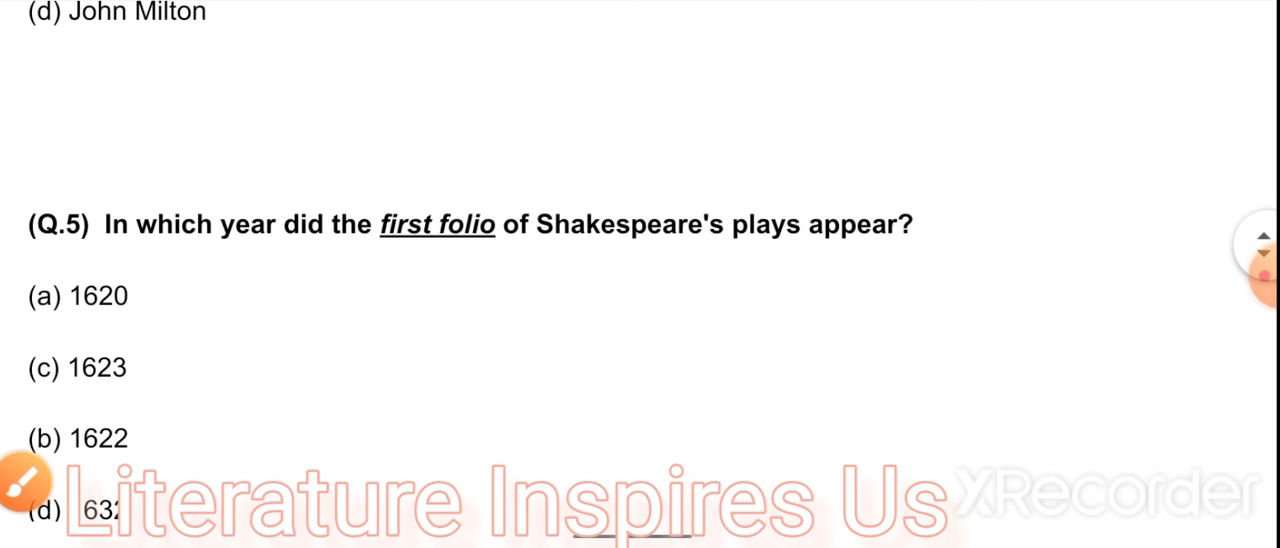 (d) John Milton
(Q.5) In which year did the first folio of Shakespeare's plays appear?
(a) 1620
(c) 1623
(b) 1622
(d)
Literature Inspires Us
XRecorder